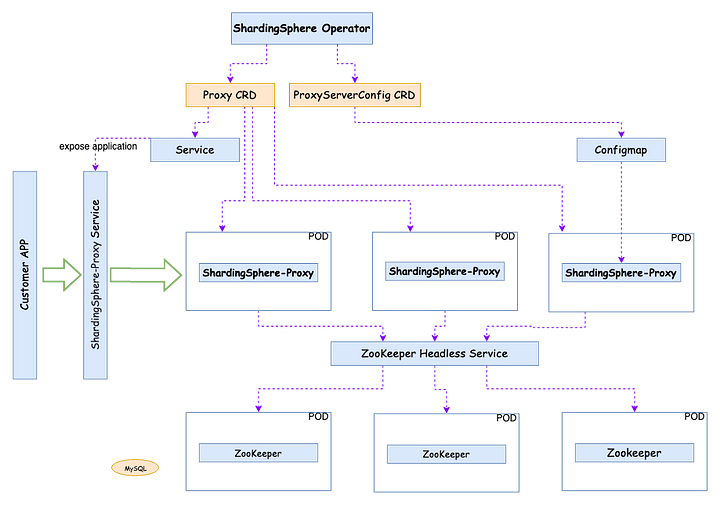 ShardingSphere Operator
Proxy CRD
ProxyServerConfig CRD
expose application
Service
Configmap
Customer APP
ShardingSphere-Proxy Service
POD
ShardingSphere-Proxy
POD
ShardingSphere-Proxy
POD
ShardingSphere-Proxy
ZooKeeper Headless Service
POD
ZooKeeper
POD
ZooKeeper
POD
Zookeeper
MySQL